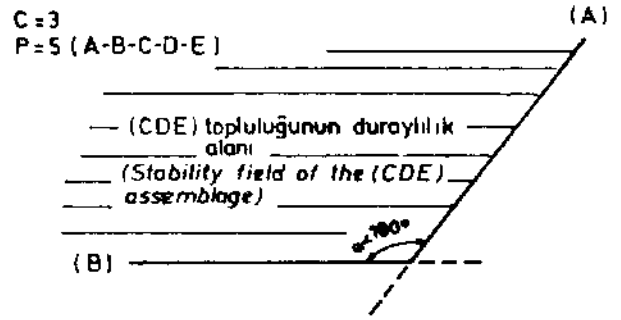 C = 3
(A)
P = 5 (A-B-C-D-E)
(CDE) topluluğunun duraylılık
alanı
(Stability field of the (CDE)
assemblage)
α<180°
(B)